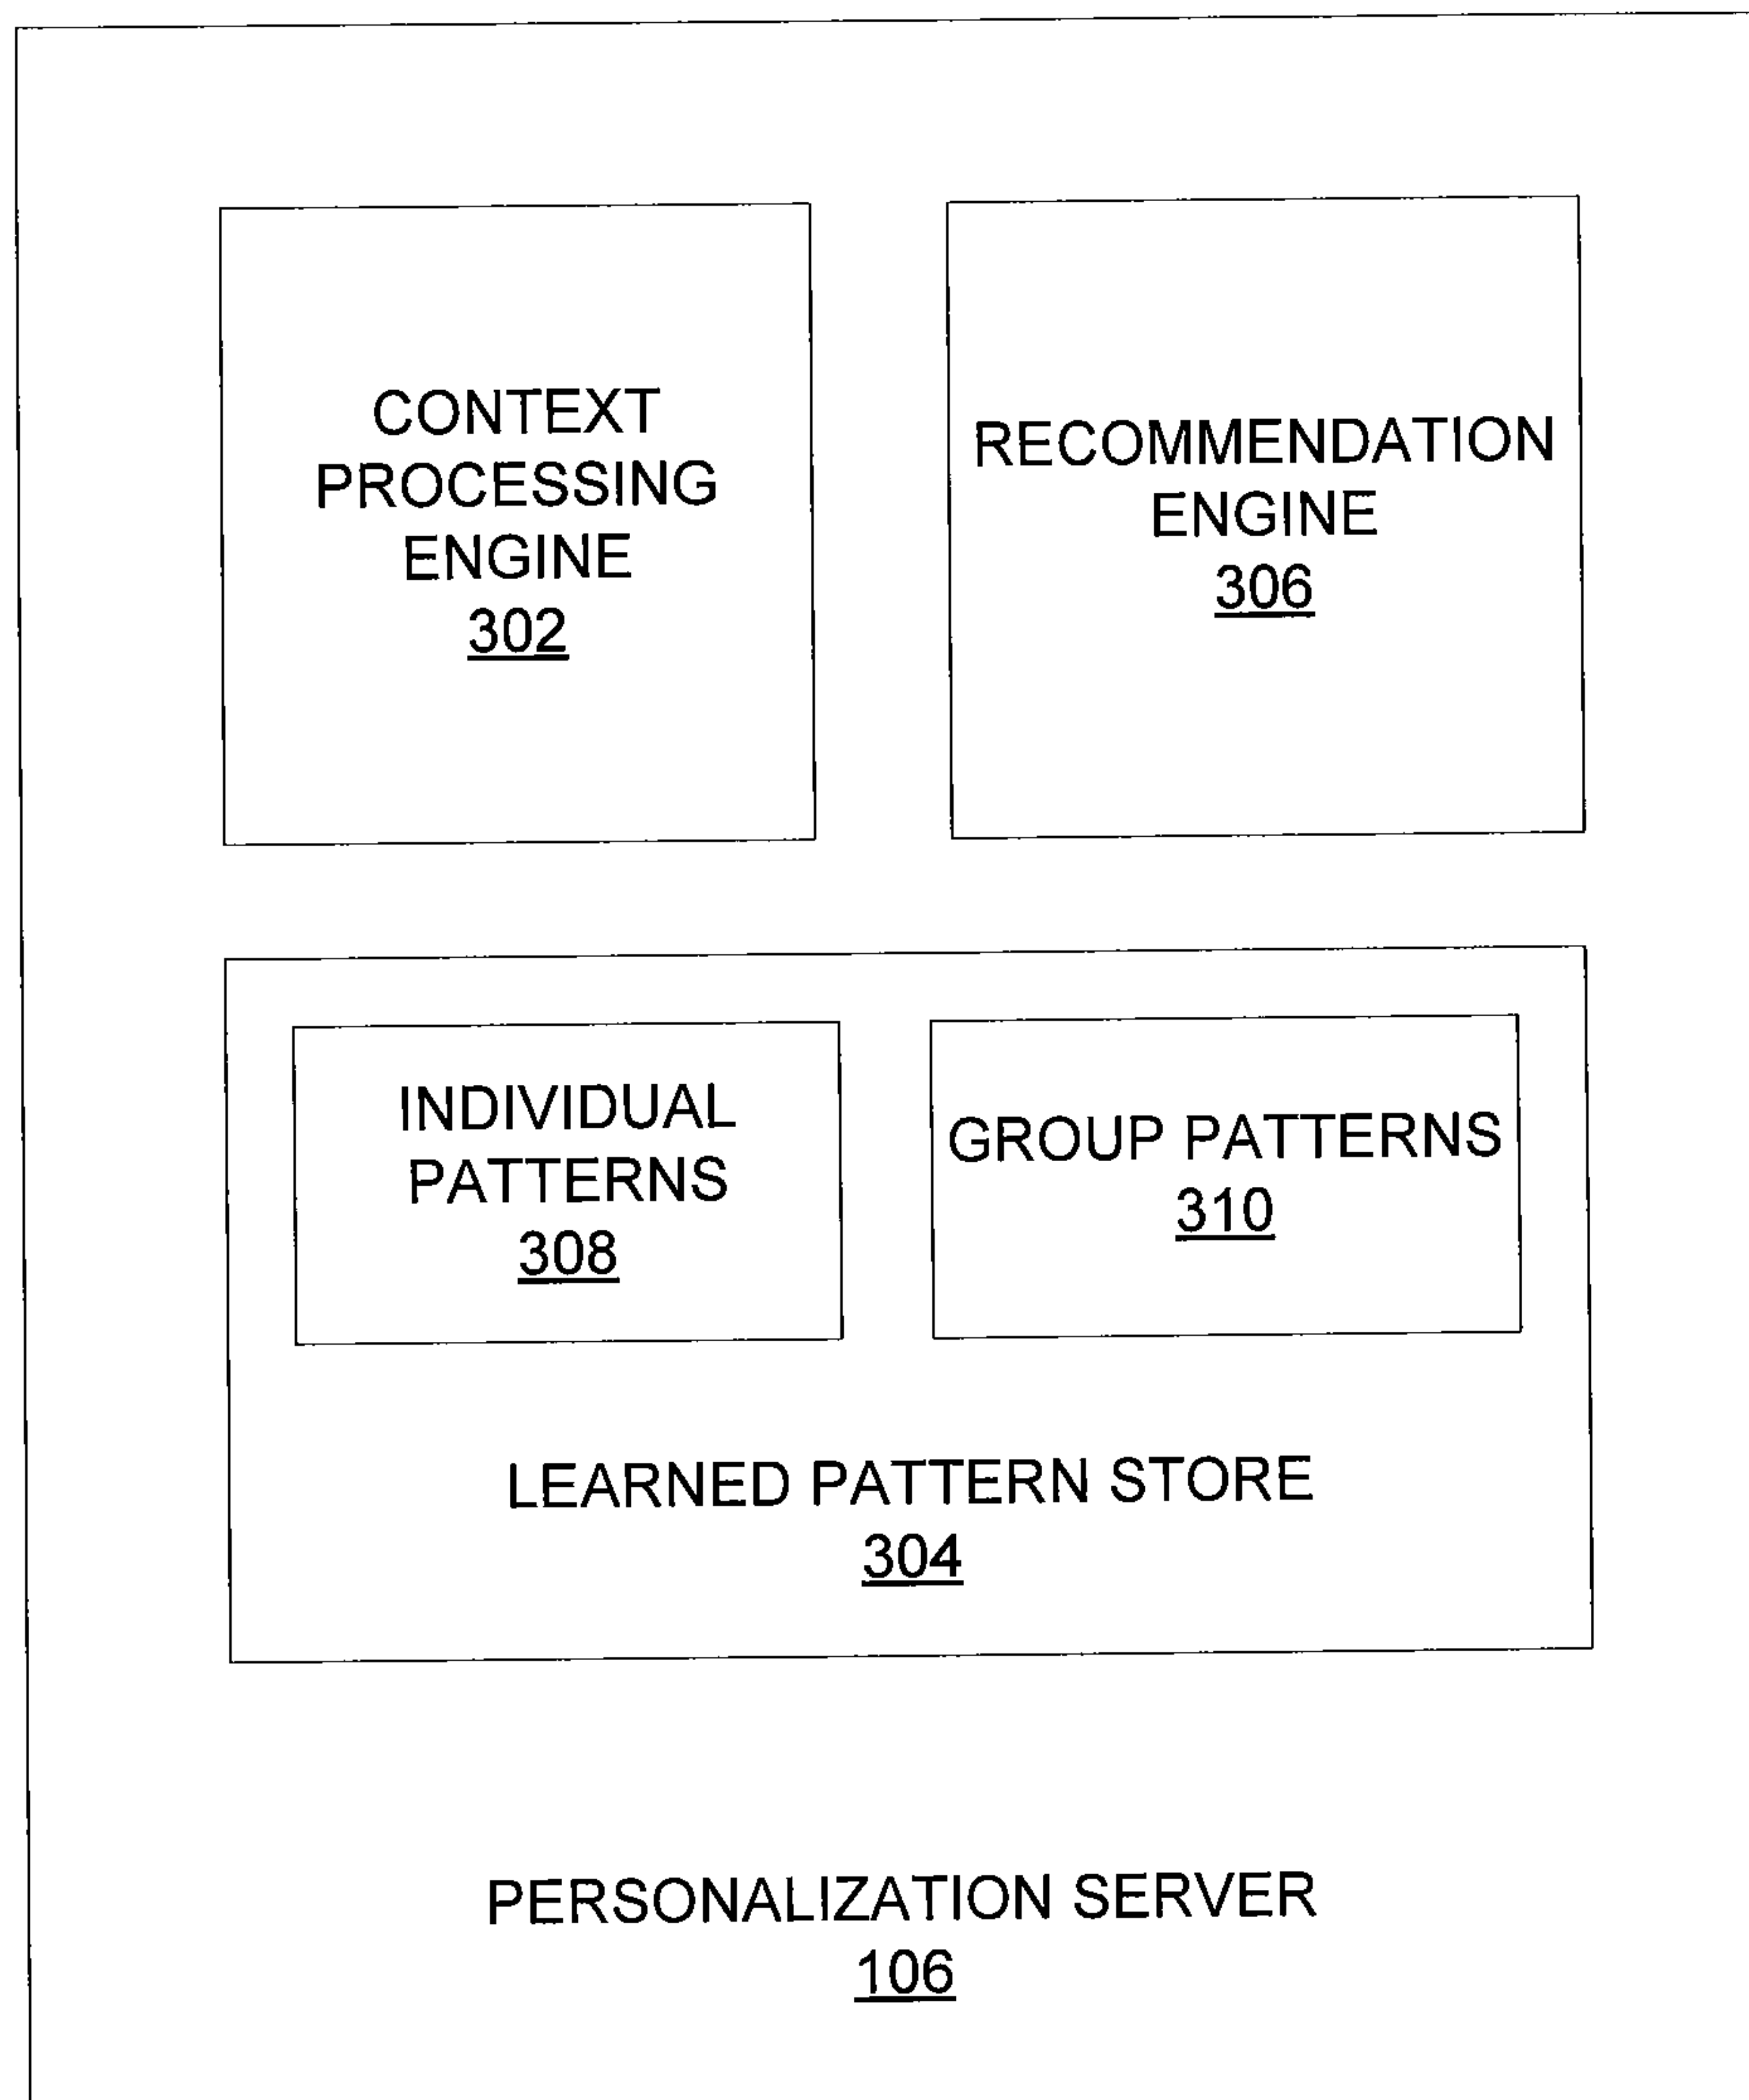 CONTEXT
PROCESSING
ENGINE
302
RECOMMENDATION
ENGINE
306
INDIVIDUAL
PATTERNS
308
GROUP PATTERNS
310
LEARNED PATTERN STORE
304
PERSONALIZATION SERVER
106